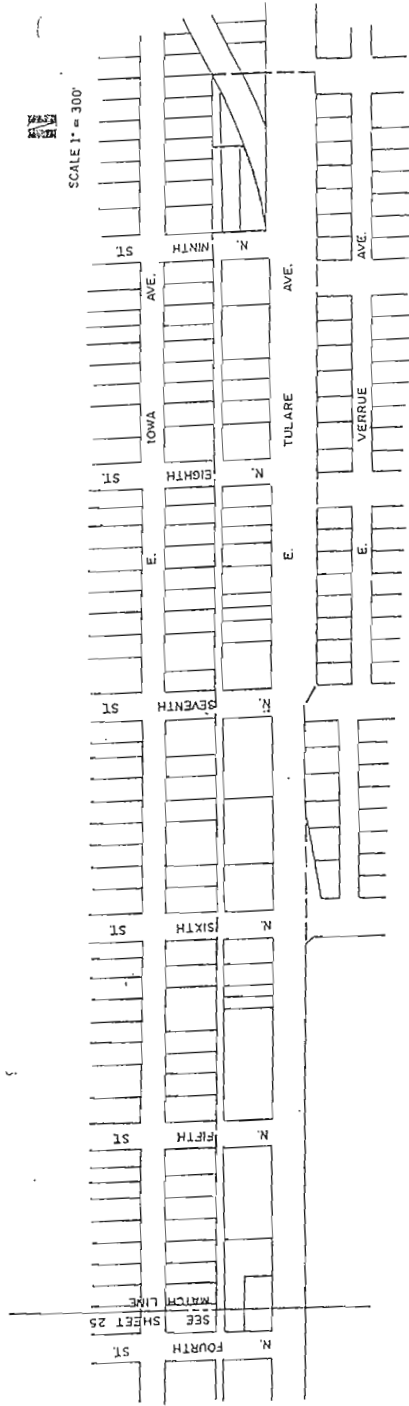 SCALE 1" = 300'
N. NINTH ST.
E. IOWA AVE.
E. TULARE AVE.
E. VERRUE AVE.
N. EIGHTH ST.
N. SEVENTH ST.
N. SIXTH ST.
N. FIFTH ST.
MATCH LINE
SEE SHEET 25
N. FOURTH ST.